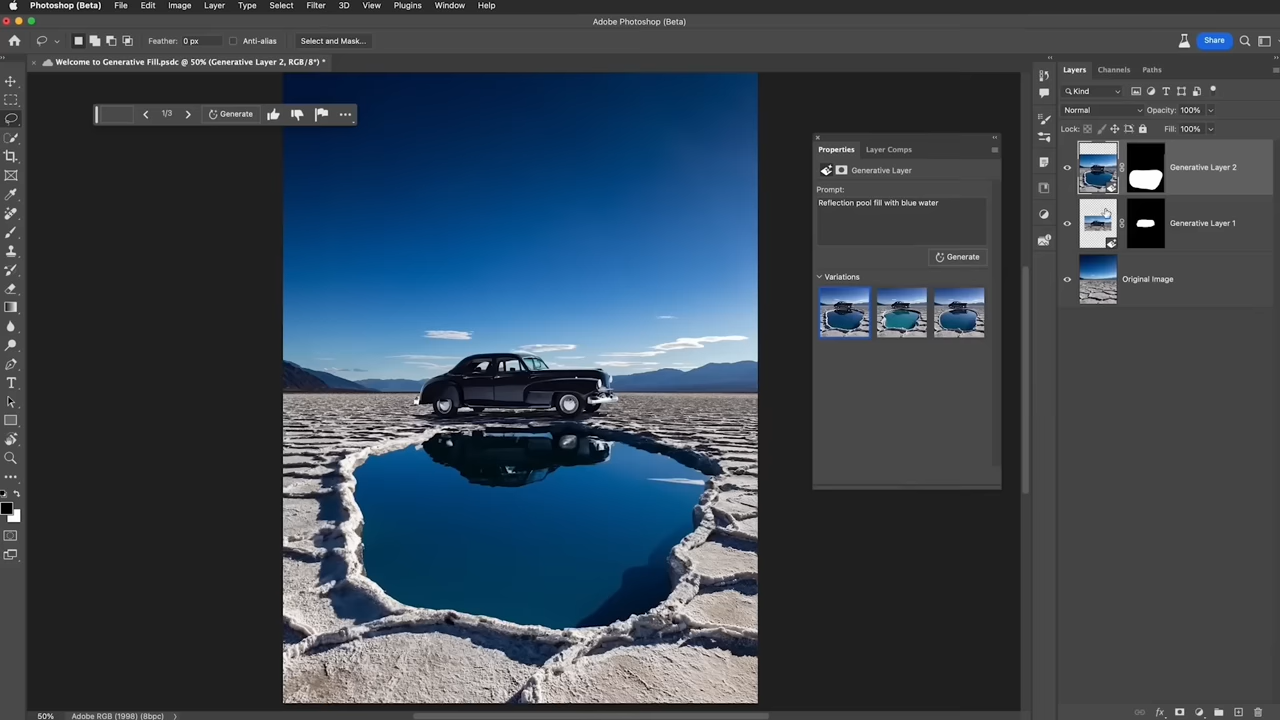 Photoshop (Beta) File Edit Image Layer Type Select Filter 3D View Plugins Window Help
Adobe Photoshop (Beta)
Feather: 0 px Anti-alias Select and Mask... Share
Welcome to Generative Fill.psdc @ 50% (Generative Layer 2, RGB/8*) *
Layers Channels Paths
Kind
Normal Opacity: 100%
Lock: Fill: 100%
1/3 Generate
Properties Layer Comps
Generative Layer
Prompt:
Reflection pool fill with blue water
Generate
Variations
Generative Layer 2
Generative Layer 1
Original Image
50% Adobe RGB (1998) (8bpc)